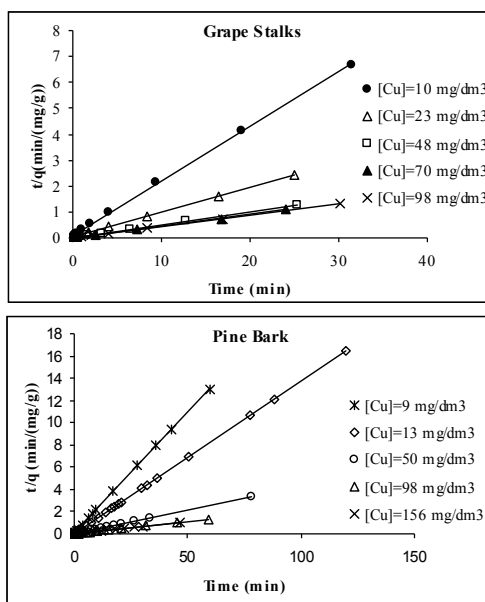 Grape Stalks
t/q(min/(mg/g))
8
7
6
5
4
3
2
1
0
0 10 20 30 40
Time (min)
[Cu]=10 mg/dm3
[Cu]=23 mg/dm3
[Cu]=48 mg/dm3
[Cu]=70 mg/dm3
[Cu]=98 mg/dm3
Pine Bark
t/q (min/(mg/g))
18
16
14
12
10
8
6
4
2
0
0 50 100 150
Time (min)
[Cu]=9 mg/dm3
[Cu]=13 mg/dm3
[Cu]=50 mg/dm3
[Cu]=98 mg/dm3
[Cu]=156 mg/dm3